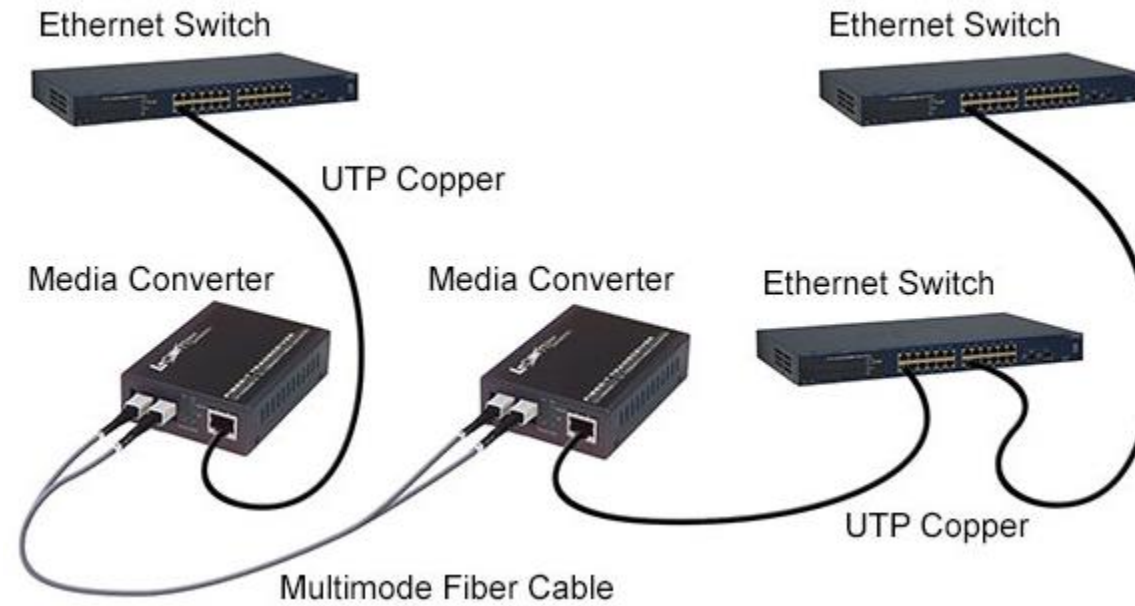 Ethernet Switch
Ethernet Switch
UTP Copper
Media Converter
Media Converter
Ethernet Switch
UTP Copper
Multimode Fiber Cable